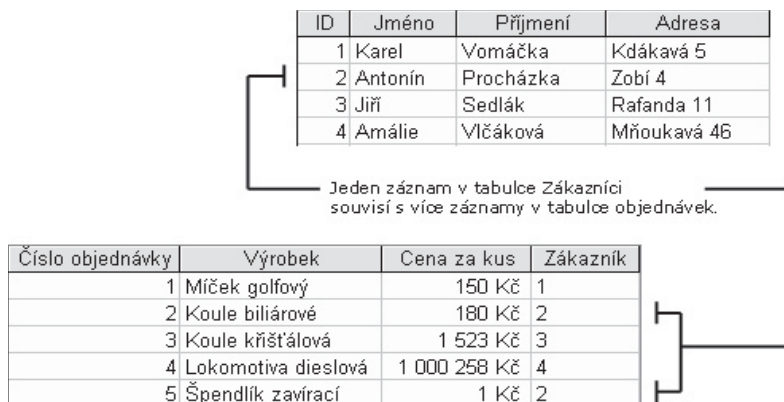 ID Jméno Příjmení Adresa
1 Karel Vomáčka Kdákavá 5
2 Antonín Procházka Zobí 4
3 Jiří Sedlák Rafanda 11
4 Amálie Vlčáková Mňoukavá 46
Jeden záznam v tabulce Zákazníci
souvisí s více záznamy v tabulce objednávek.
Číslo objednávky Výrobek Cena za kus Zákazník
1 Míček golfový 150 Kč 1
2 Koule biliárové 180 Kč 2
3 Koule křišťálová 1 523 Kč 3
4 Lokomotiva dieslová 1 000 258 Kč 4
5 Špendlík zavírací 1 Kč 2